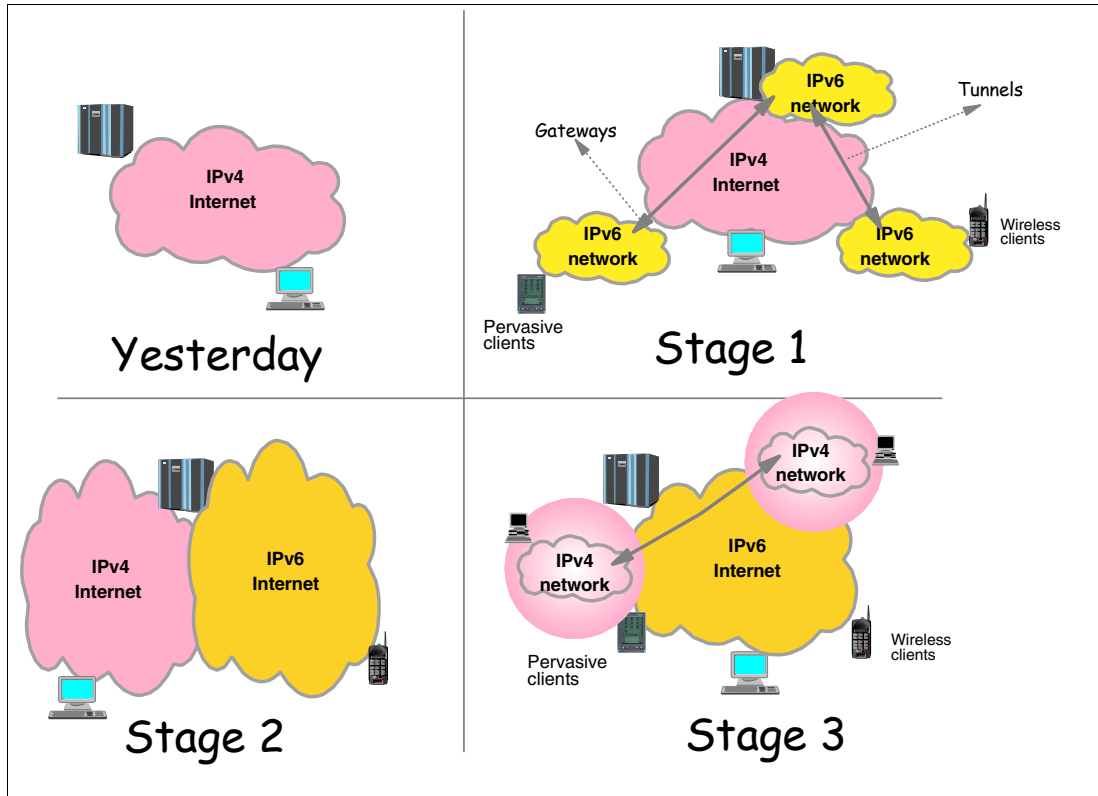 IPv4
Internet
Yesterday
IPv6
network
Tunnels
Gateways
IPv4
Internet
IPv6
network
IPv6
network
Wireless
clients
Pervasive
clients
Stage 1
IPv4
Internet
IPv6
Internet
Stage 2
IPv4
network
IPv4
network
IPv6
Internet
Pervasive
clients
Wireless
clients
Stage 3